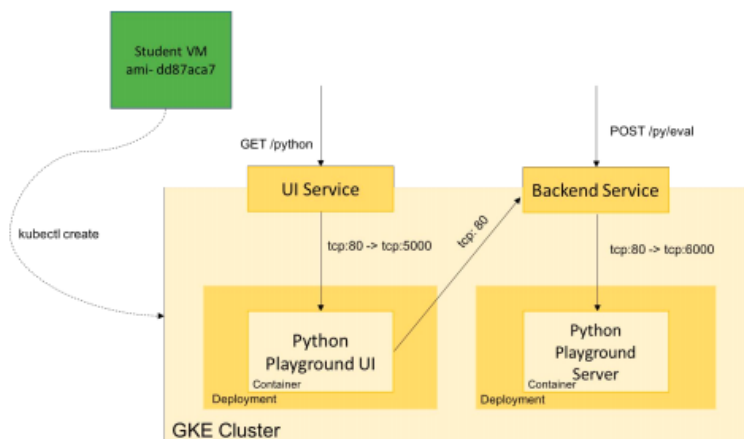 Student VM
ami- dd87aca7
GET /python
POST /py/eval
UI Service
Backend Service
kubectl create
tcp:80 -> tcp:5000
tcp: 80
tcp:80 -> tcp:6000
Python
Playground UI
Container
Deployment
Python
Playground
Server
Container
Deployment
GKE Cluster